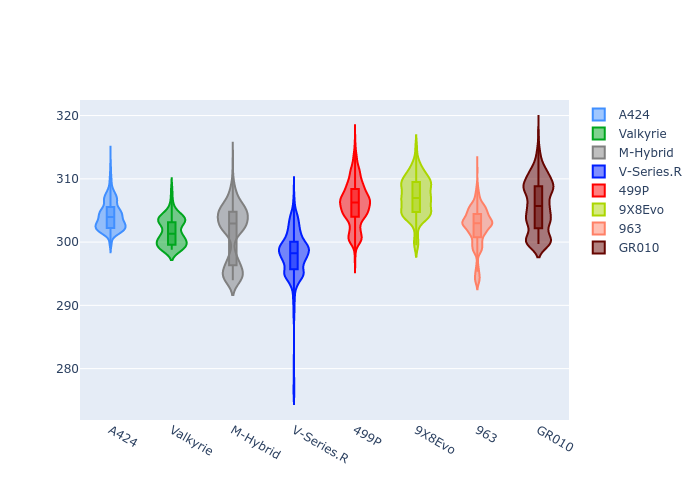 320
310
300
290
280
A424
Valkyrie
M-Hybrid
V-Series.R
499P
9X8Evo
963
GR010
A424
Valkyrie
M-Hybrid
V-Series.R
499P
9X8Evo
963
GR010